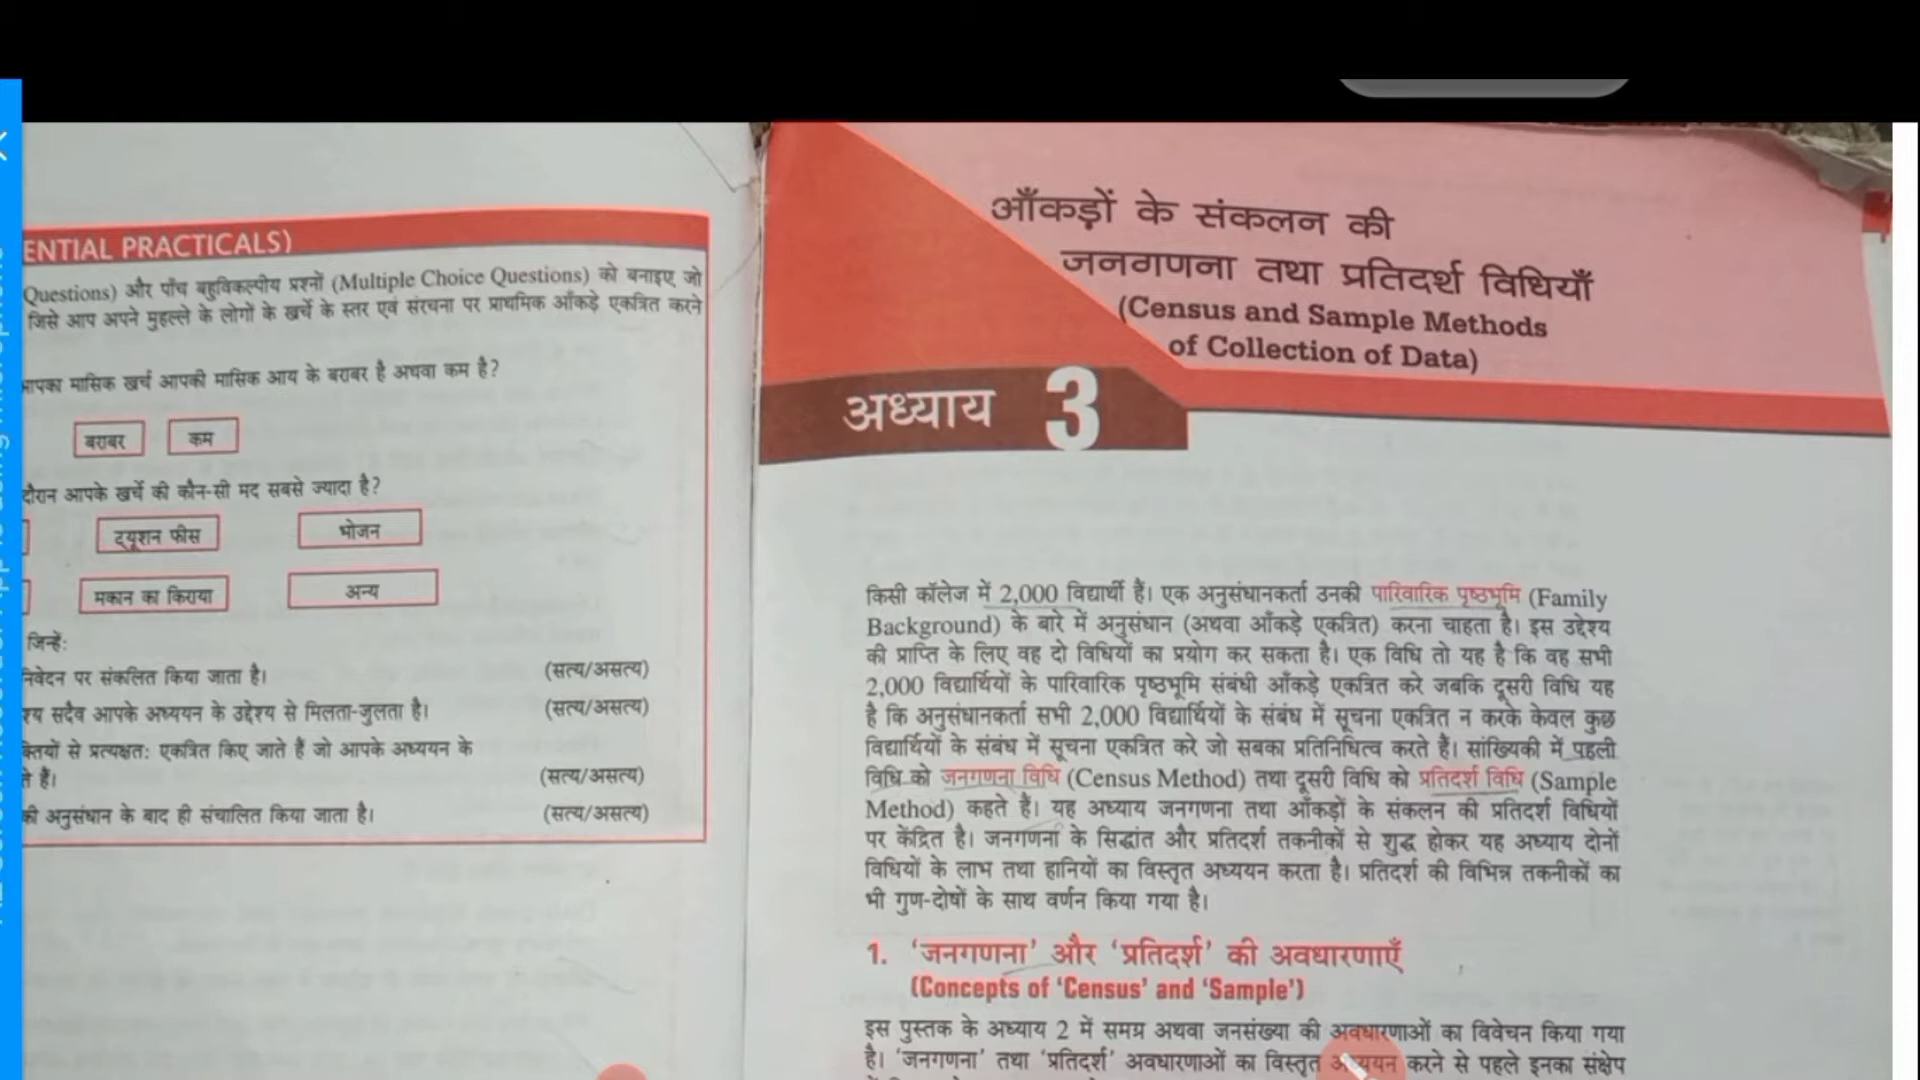 ENTIAL PRACTICALS)
Questions) और पाँच बहुविकल्पीय प्रश्नों (Multiple Choice Questions) को बनाइए जो
जिसे आप अपने मुहल्ले के लोगों के खर्चे के स्तर एवं संरचना पर प्राथमिक आँकड़े एकत्रित करने
आपका मासिक खर्च आपकी मासिक आय के बराबर है अथवा कम है?
बराबर कम
दौरान आपके खर्चे की कौन-सी मद सबसे ज्यादा है?
ट्यूशन फीस भोजन
मकान का किराया अन्य
जिन्हें:
निवेदन पर संकलित किया जाता है। (सत्य/असत्य)
श्य सदैव आपके अध्ययन के उद्देश्य से मिलता-जुलता है। (सत्य/असत्य)
क्तियों से प्रत्यक्षत: एकत्रित किए जाते हैं जो आपके अध्ययन के
ते हैं। (सत्य/असत्य)
की अनुसंधान के बाद ही संचालित किया जाता है। (सत्य/असत्य)
आँकड़ों के संकलन की
जनगणना तथा प्रतिदर्श विधियाँ
(Census and Sample Methods
of Collection of Data)
अध्याय 3
किसी कॉलेज में 2,000 विद्यार्थी हैं। एक अनुसंधानकर्ता उनकी पारिवारिक पृष्ठभूमि (Family
Background) के बारे में अनुसंधान (अथवा आँकड़े एकत्रित) करना चाहता है। इस उद्देश्य
की प्राप्ति के लिए वह दो विधियों का प्रयोग कर सकता है। एक विधि तो यह है कि वह सभी
2,000 विद्यार्थियों के पारिवारिक पृष्ठभूमि संबंधी आँकड़े एकत्रित करे जबकि दूसरी विधि यह
है कि अनुसंधानकर्ता सभी 2,000 विद्यार्थियों के संबंध में सूचना एकत्रित न करके केवल कुछ
विद्यार्थियों के संबंध में सूचना एकत्रित करे जो सबका प्रतिनिधित्व करते हैं। सांख्यिकी में पहली
विधि को जनगणना विधि (Census Method) तथा दूसरी विधि को प्रतिदर्श विधि (Sample
Method) कहते हैं। यह अध्याय जनगणना तथा आँकड़ों के संकलन की प्रतिदर्श विधियों
पर केंद्रित है। जनगणना के सिद्धांत और प्रतिदर्श तकनीकों से शुद्ध होकर यह अध्याय दोनों
विधियों के लाभ तथा हानियों का विस्तृत अध्ययन करता है। प्रतिदर्श की विभिन्न तकनीकों का
भी गुण-दोषों के साथ वर्णन किया गया है।
1. 'जनगणना' और 'प्रतिदर्श' की अवधारणाएँ
(Concepts of 'Census' and 'Sample')
इस पुस्तक के अध्याय 2 में समग्र अथवा जनसंख्या की अवधारणाओं का विवेचन किया गया
है। 'जनगणना' तथा 'प्रतिदर्श' अवधारणाओं का विस्तृत अध्ययन करने से पहले इनका संक्षेप